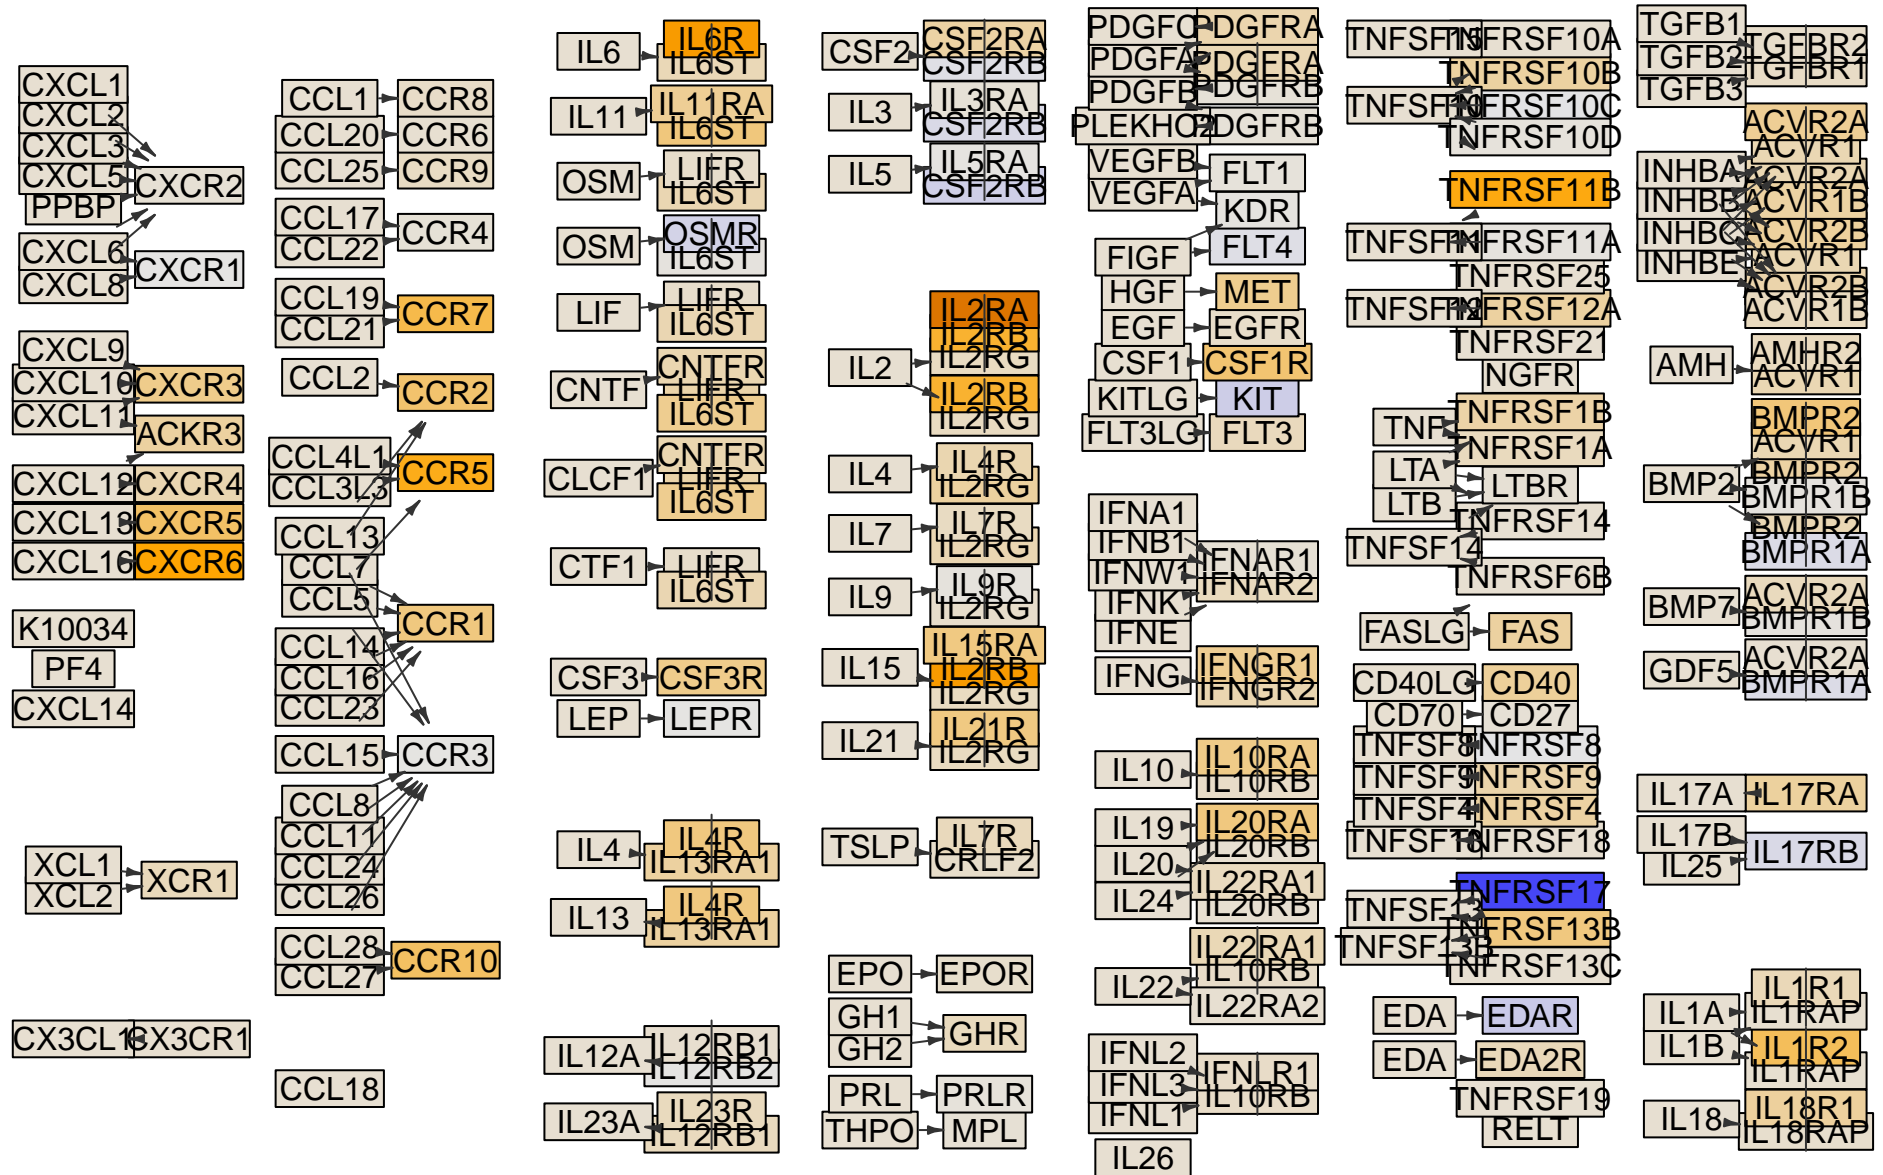 CXCL1
CXCL2
CXCL3
CXCL5
PPBP
CXCL6
CXCL8
CXCR2
CXCR1
CXCL9
CXCL10
CXCL11
CXCR3
ACKR3
CXCL12
CXCR4
CXCL13
CXCR5
CXCL16
CXCR6
K10034
PF4
CXCL14
XCL1
XCL2
XCR1
CX3CL1
CX3CR1
CCL1
CCR8
CCL20
CCR6
CCL25
CCR9
CCL17
CCL22
CCR4
CCL19
CCL21
CCR7
CCL2
CCR2
CCL4L1
CCL3L3
CCR5
CCL13
CCL7
CCL5
CCR1
CCL14
CCL16
CCL23
CCL15
CCR3
CCL8
CCL11
CCL24
CCL26
CCL28
CCL27
CCR10
CCL18
IL6
IL6R
IL6ST
IL11
IL11RA
IL6ST
OSM
LIFR
IL6ST
OSM
OSMR
IL6ST
LIF
LIFR
IL6ST
CNTF
CNTFR
LIFR
IL6ST
CLCF1
CNTFR
LIFR
IL6ST
CTF1
LIFR
IL6ST
CSF3
CSF3R
LEP
LEPR
IL4
IL4R
IL13RA1
IL13
IL4R
IL13RA1
IL12A
IL12RB1
IL12RB2
IL23A
IL23R
IL12RB1
CSF2
CSF2RA
CSF2RB
IL3
IL3RA
CSF2RB
IL5
IL5RA
CSF2RB
IL2
IL2RA
IL2RB
IL2RG
IL2RB
IL2RG
IL4
IL4R
IL2RG
IL7
IL7R
IL2RG
IL9
IL9R
IL2RG
IL15
IL15RA
IL2RB
IL2RG
IL21
IL21R
IL2RG
TSLP
IL7R
CRLF2
EPO
EPOR
GH1
GH2
GHR
PRL
PRLR
THPO
MPL
PDGFC
PDGFRA
PDGFA
PDGFRA
PDGFRB
PDGFB
PLEKHO2
PDGFRB
VEGFB
VEGFA
FLT1
KDR
FIGF
FLT4
HGF
MET
EGF
EGFR
CSF1
CSF1R
KITLG
KIT
FLT3LG
FLT3
IFNA1
IFNB1
IFNW1
IFNK
IFNE
IFNAR1
IFNAR2
IFNG
IFNGR1
IFNGR2
IL10
IL10RA
IL10RB
IL19
IL20
IL24
IL20RA
IL20RB
IL22RA1
IL20RB
IL22
IL22RA1
IL10RB
IL22RA2
IFNL2
IFNL3
IFNL1
IFNLR1
IL10RB
IL26
TNFSF15
TNFRSF10A
TNFRSF10B
TNFSF10
TNFRSF10C
TNFRSF10D
TNFRSF11B
TNFSF11
TNFRSF11A
TNFRSF25
TNFSF12
TNFRSF12A
TNFRSF21
NGFR
TNF
TNFRSF1B
TNFRSF1A
LTA
LTB
LTBR
TNFRSF14
TNFSF14
TNFRSF6B
FASLG
FAS
CD40LG
CD40
CD70
CD27
TNFSF8
TNFRSF8
TNFSF9
TNFRSF9
TNFSF4
TNFRSF4
TNFSF18
TNFRSF18
TNFRSF17
TNFSF13
TNFRSF13B
TNFSF13B
TNFRSF13C
EDA
EDAR
EDA
EDA2R
TNFRSF19
RELT
TGFB1
TGFB2
TGFB3
TGFBR2
TGFBR1
ACVR2A
ACVR1
INHBA
ACVR2A
ACVR1B
INHBB
INHBC
INHBE
ACVR2B
ACVR1
ACVR2B
ACVR1B
AMH
AMHR2
ACVR1
BMPR2
ACVR1
BMP2
BMPR2
BMPR1B
BMPR2
BMPR1A
BMP7
ACVR2A
BMPR1B
GDF5
ACVR2A
BMPR1A
IL17A
IL17RA
IL17B
IL25
IL17RB
IL1A
IL1B
IL1R1
IL1RAP
IL1R2
IL1RAP
IL18
IL18R1
IL18RAP